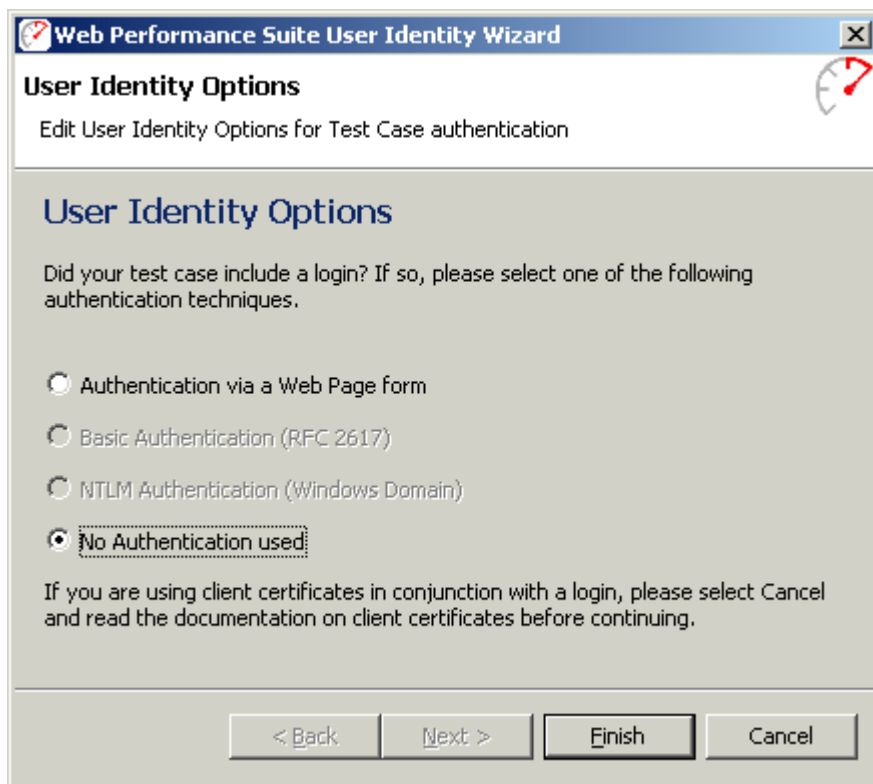 Web Performance Suite User Identity Wizard
User Identity Options
Edit User Identity Options for Test Case authentication
User Identity Options
Did your test case include a login? If so, please select one of the following
authentication techniques.
Authentication via a Web Page form
Basic Authentication (RFC 2617)
NTLM Authentication (Windows Domain)
No Authentication used
If you are using client certificates in conjunction with a login, please select Cancel
and read the documentation on client certificates before continuing.
< Back Next > Finish Cancel